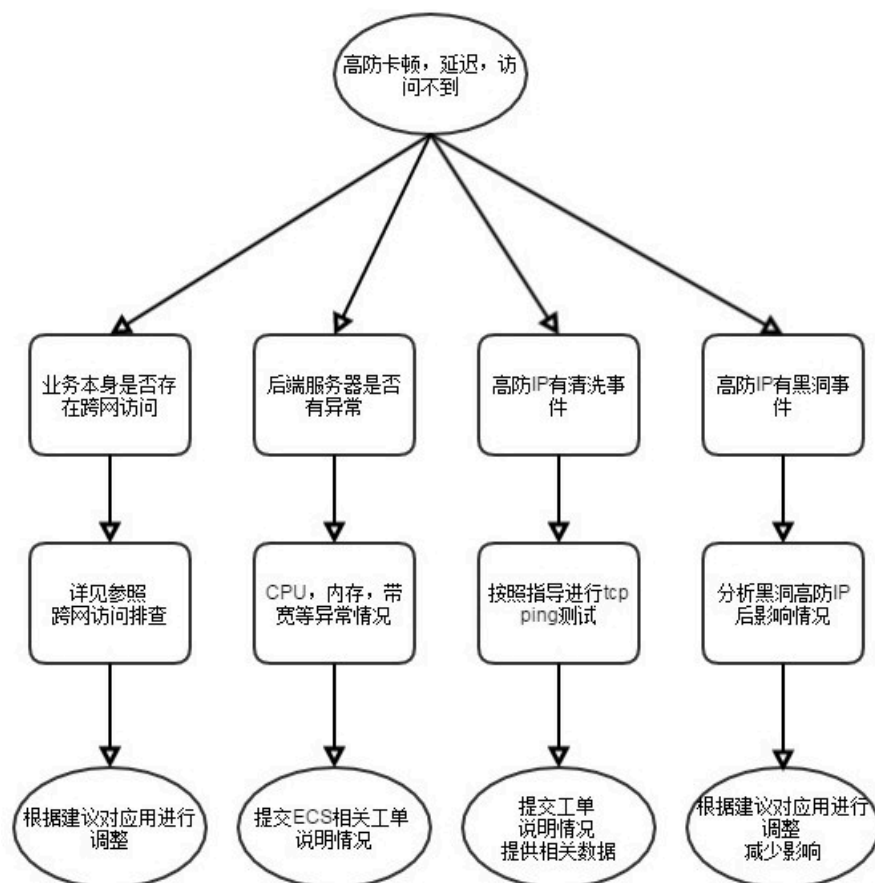 高防卡顿，延迟，访
问不到
业务本身是否存
在跨网访问
后端服务器是否
有异常
高防IP有清洗事
件
高防IP有黑洞事
件
详见参照
跨网访问排查
CPU，内存，带
宽等异常情况
按照指导进行tcp
ping测试
分析黑洞高防IP
后影响情况
根据建议对应用进行
调整
提交ECS相关工单
说明情况
提交工单
说明情况
提供相关数据
根据建议对应用进行
调整
减少影响